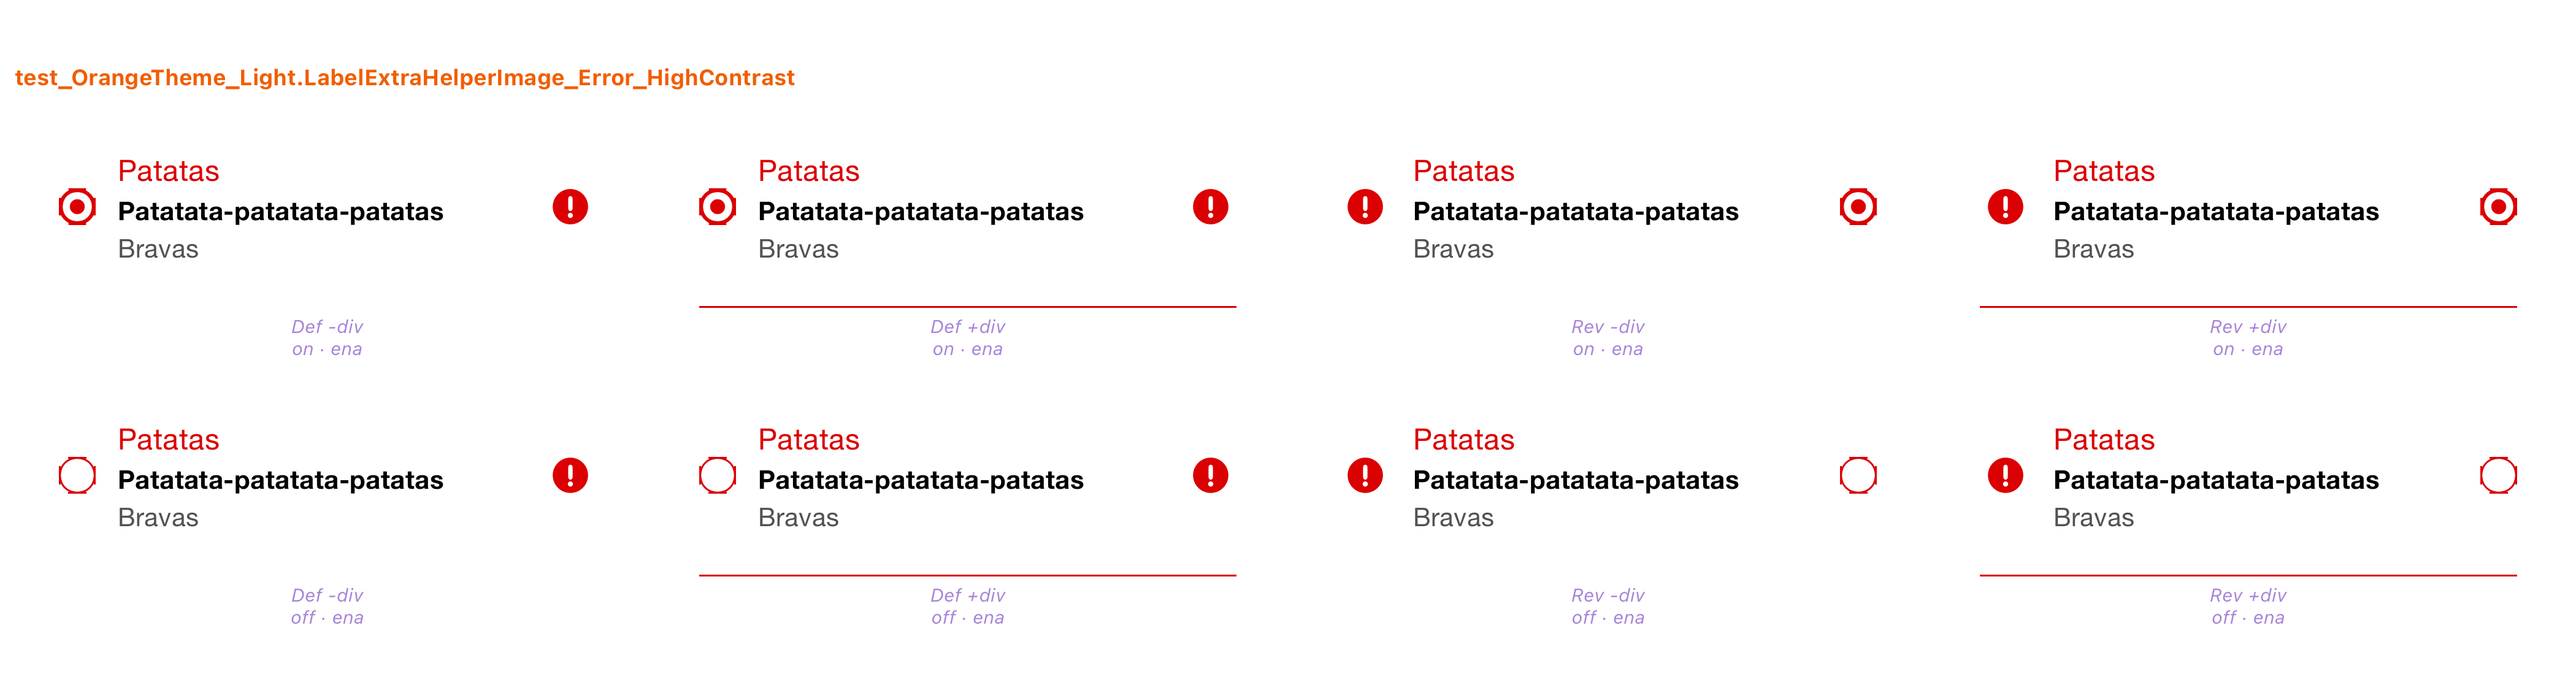 test_OrangeTheme_Light.LabelExtraHelperImage_Error_HighContrast
Patatas
Patatata-patatata-patatas
Bravas
Def -div
on · ena
Patatas
Patatata-patatata-patatas
Bravas
Def +div
on · ena
Patatas
Patatata-patatata-patatas
Bravas
Rev -div
on · ena
Patatas
Patatata-patatata-patatas
Bravas
Rev +div
on · ena
Patatas
Patatata-patatata-patatas
Bravas
Def -div
off · ena
Patatas
Patatata-patatata-patatas
Bravas
Def +div
off · ena
Patatas
Patatata-patatata-patatas
Bravas
Rev -div
off · ena
Patatas
Patatata-patatata-patatas
Bravas
Rev +div
off · ena